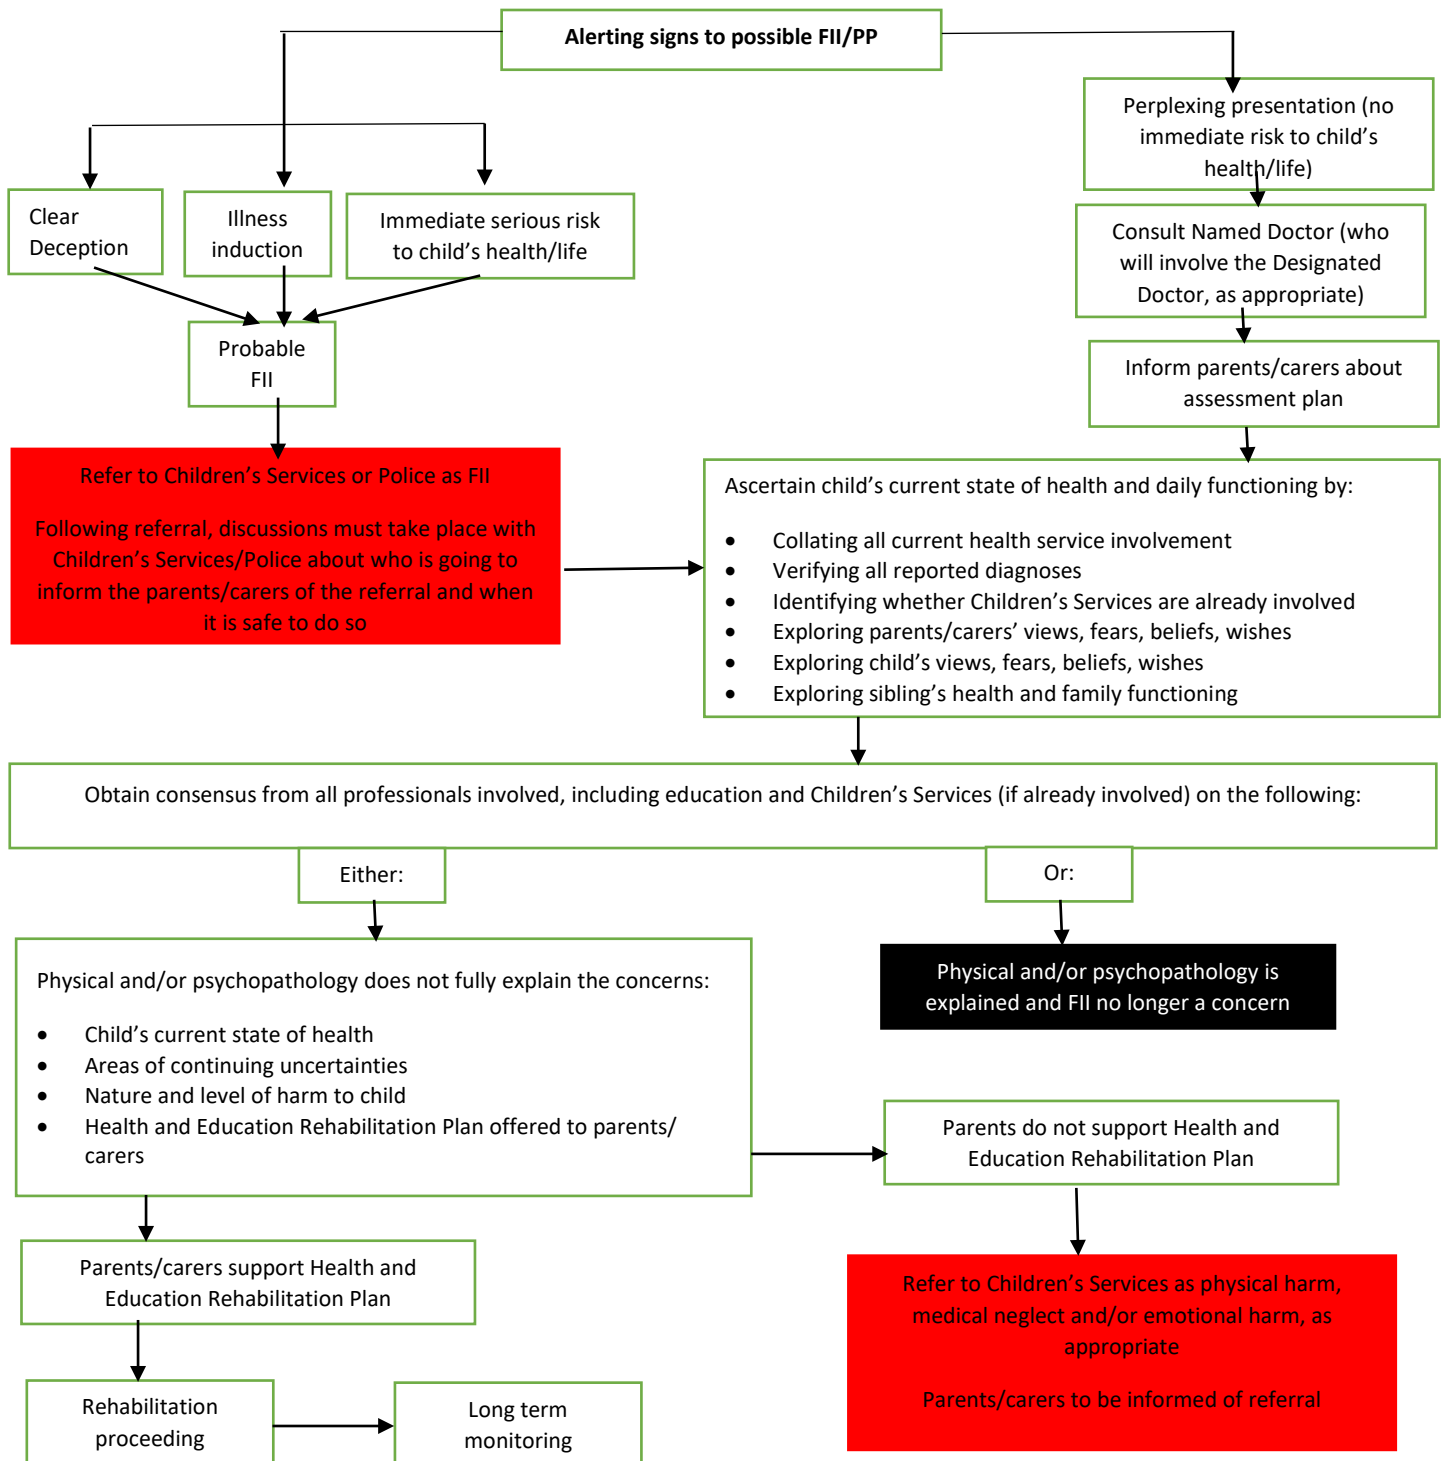 Alerting signs to possible FII/PP
Perplexing presentation (no
immediate risk to child’s
health/life)
Clear
Deception
Illness
induction
Immediate serious risk
to child’s health/life
Consult Named Doctor (who
will involve the Designated
Doctor, as appropriate)
Probable
FII
Inform parents/carers about
assessment plan
Refer to Children’s Services or Police as FII
Following referral, discussions must take place with
Children’s Services/Police about who is going to
inform the parents/carers of the referral and when
it is safe to do so
Ascertain child’s current state of health and daily functioning by:
• Collating all current health service involvement
• Verifying all reported diagnoses
• Identifying whether Children’s Services are already involved
• Exploring parents/carers’ views, fears, beliefs, wishes
• Exploring child’s views, fears, beliefs, wishes
• Exploring sibling’s health and family functioning
Obtain consensus from all professionals involved, including education and Children’s Services (if already involved) on the following:
Either:
Or:
Physical and/or psychopathology does not fully explain the concerns:
• Child’s current state of health
• Areas of continuing uncertainties
• Nature and level of harm to child
• Health and Education Rehabilitation Plan offered to parents/
carers
Physical and/or psychopathology is
explained and FII no longer a concern
Parents do not support Health and
Education Rehabilitation Plan
Parents/carers support Health and
Education Rehabilitation Plan
Refer to Children’s Services as physical harm,
medical neglect and/or emotional harm, as
appropriate
Parents/carers to be informed of referral
Rehabilitation
proceeding
Long term
monitoring